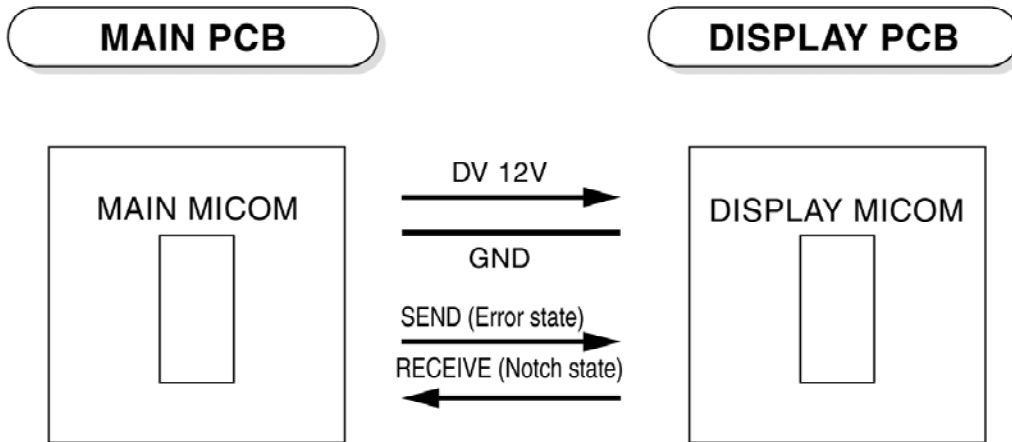 MAIN PCB
DISPLAY PCB
MAIN MICOM
DV 12V
GND
SEND (Error state)
RECEIVE (Notch state)
DISPLAY MICOM